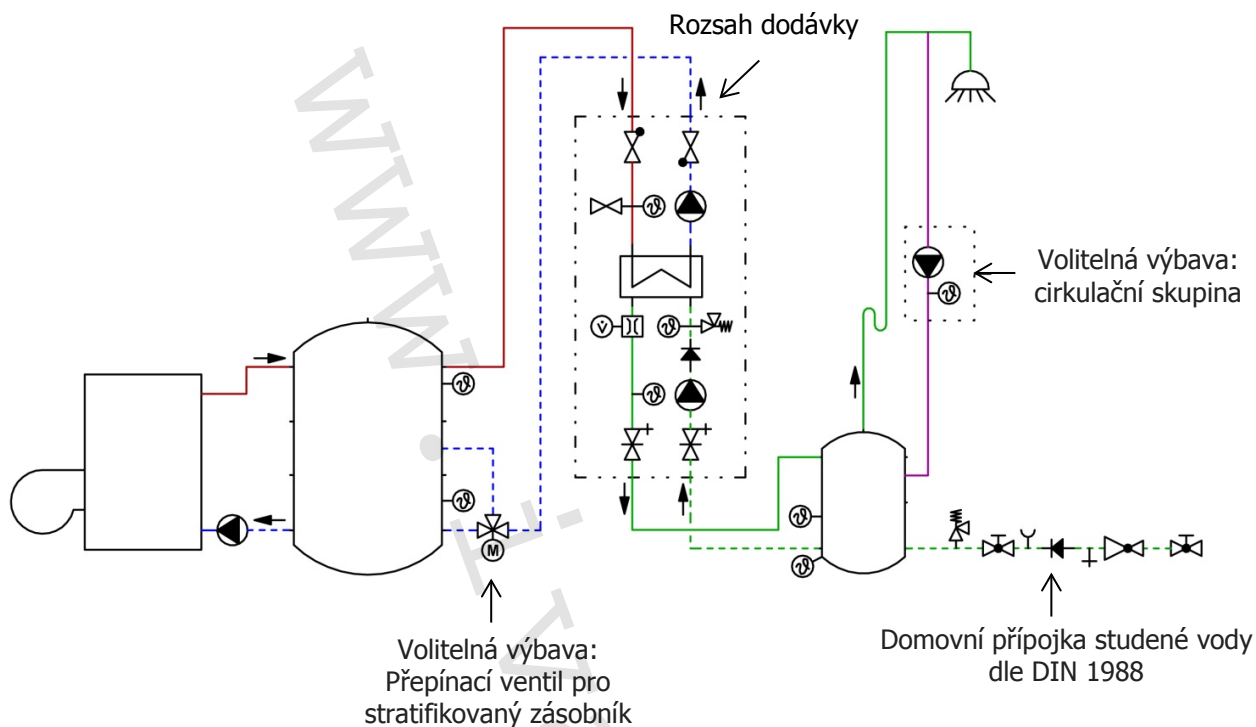 Rozsah dodávky
Volitelná výbava:
cirkulační skupina
ϑ
ϑ
V̇
ϑ
ϑ
ϑ
ϑ
ϑ
ϑ
ϑ
M
Volitelná výbava:
Přepínací ventil pro
stratifikovaný zásobník
Domovní přípojka studené vody
dle DIN 1988